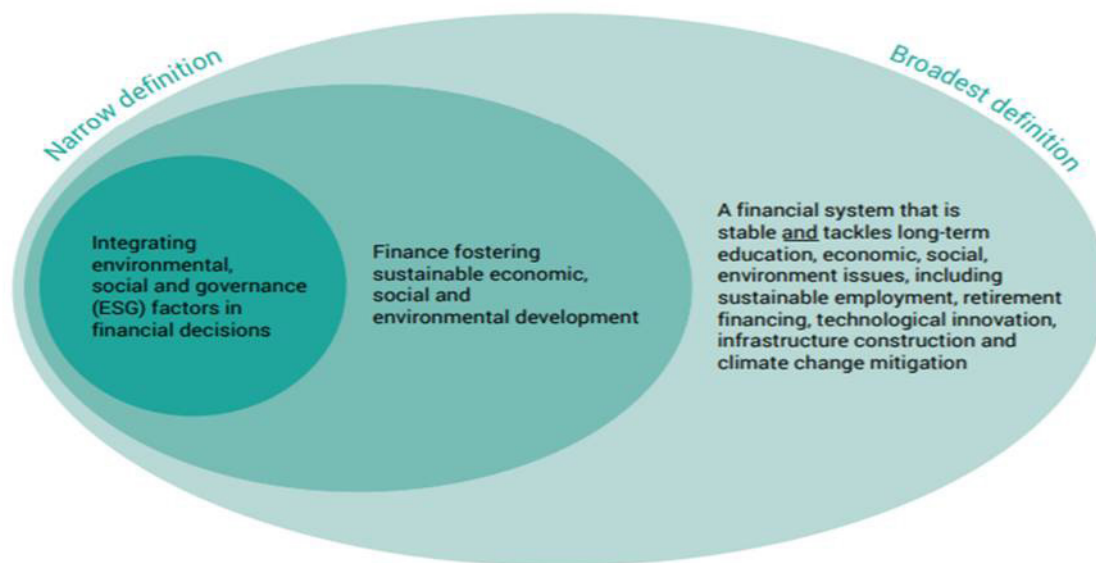 Narrow definition
Broadest definition
Integrating
environmental,
social and governance
(ESG) factors in
financial decisions
Finance fostering
sustainable economic,
social and
environmental development
A financial system that is
stable and tackles long-term
education, economic, social,
environment issues, including
sustainable employment, retirement
financing, technological innovation,
infrastructure construction and
climate change mitigation